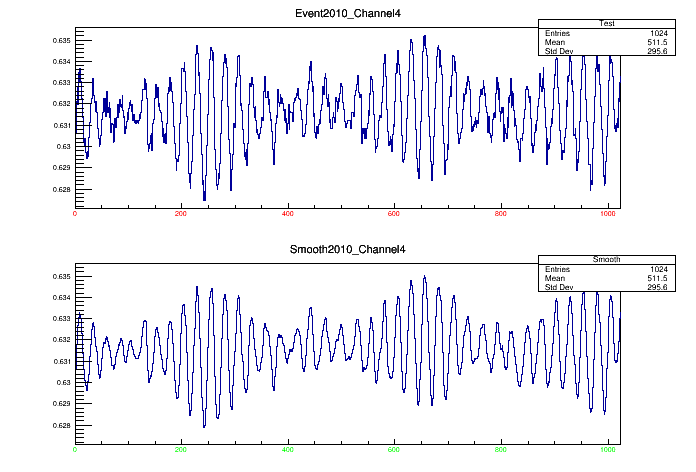 Event2010_Channel4
Test
Entries 1024
Mean 511.5
Std Dev 295.6
0.635
0.634
0.633
0.632
0.631
0.63
0.629
0.628
0 200 400 600 800 1000
Smooth2010_Channel4
Smooth
Entries 1024
Mean 511.5
Std Dev 295.6
0.635
0.634
0.633
0.632
0.631
0.63
0.629
0.628
0 200 400 600 800 1000